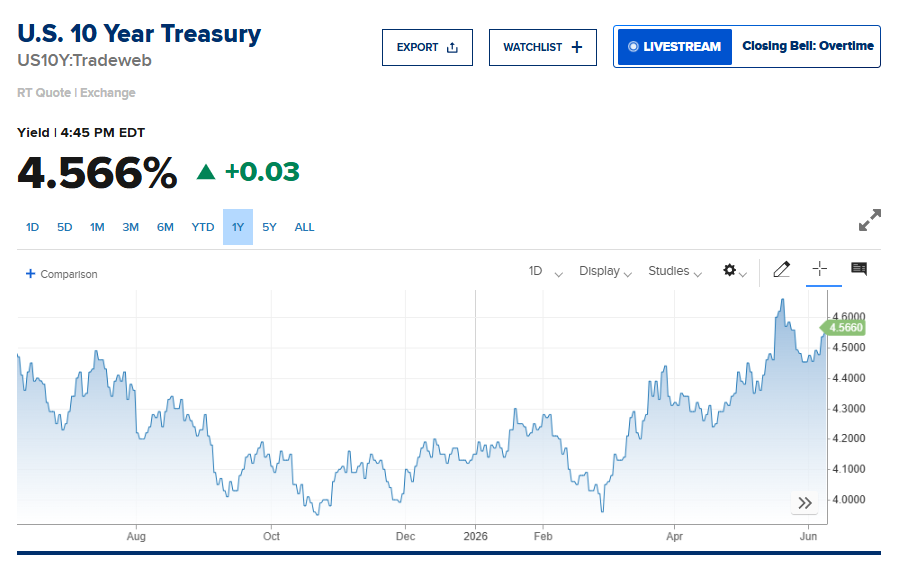 U.S. 10 Year Treasury
US10Y:Tradeweb
EXPORT
WATCHLIST +
LIVESTREAM
Closing Bell: Overtime
RT Quote | Exchange
Yield | 4:45 PM EDT
4.566% ▲ +0.03
1D 5D 1M 3M 6M YTD 1Y 5Y ALL
+ Comparison
1D Display Studies
4.6000
4.5660
4.5000
4.4000
4.3000
4.2000
4.1000
4.0000
Aug Oct Dec 2026 Feb Apr Jun